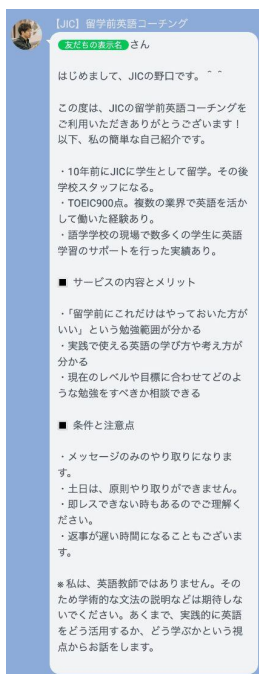 【JIC】留学前英語コーチング
友だちの表示名 さん
はじめまして、JICの野口です。＾＾
この度は、JICの留学前英語コーチングを
ご利用いただきありがとうございます！
以下、私の簡単な自己紹介です。
・10年前にJICに学生として留学。その後
学校スタッフになる。
・TOEIC900点。複数の業界で英語を活か
して働いた経験あり。
・語学学校の現場で数多くの学生に英語
学習のサポートを行った実績あり。
■ サービスの内容とメリット
・「留学前にこれだけはやっておいた方が
いい」という勉強範囲が分かる
・実践で使える英語の学び方や考え方が
分かる
・現在のレベルや目標に合わせてどのよ
うな勉強をすべきか相談できる
■ 条件と注意点
・メッセージのみのやり取りになりま
す。
・土日は、原則やり取りができません。
・即レスできない時もあるのでご理解く
ださい。
・返事が遅い時間になることもございま
す。
※私は、英語教師ではありません。その
ため学術的な文法の説明などは期待しな
いでください。あくまで、実践的に英語
をどう活用するか、どう学ぶかという視
点からお話をします。